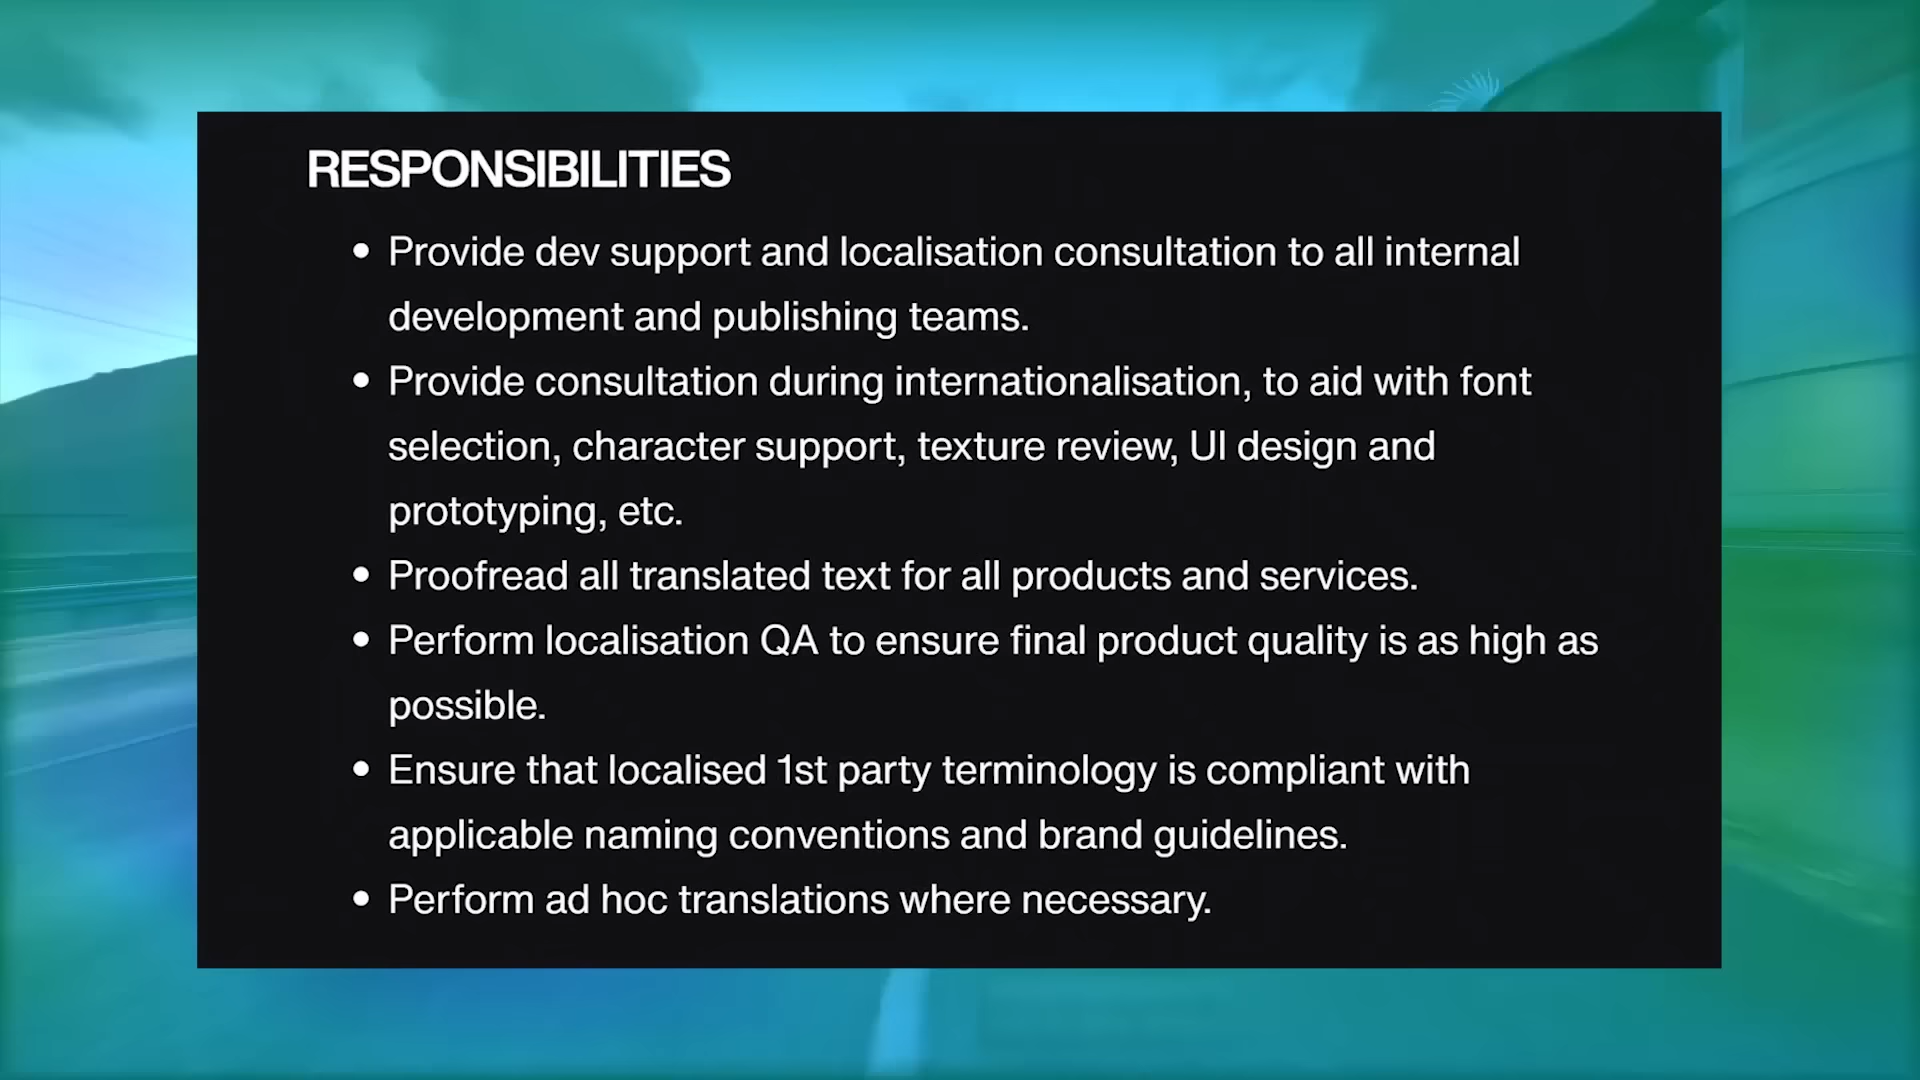 RESPONSIBILITIES
• Provide dev support and localisation consultation to all internal
development and publishing teams.
• Provide consultation during internationalisation, to aid with font
selection, character support, texture review, UI design and
prototyping, etc.
• Proofread all translated text for all products and services.
• Perform localisation QA to ensure final product quality is as high as
possible.
• Ensure that localised 1st party terminology is compliant with
applicable naming conventions and brand guidelines.
• Perform ad hoc translations where necessary.